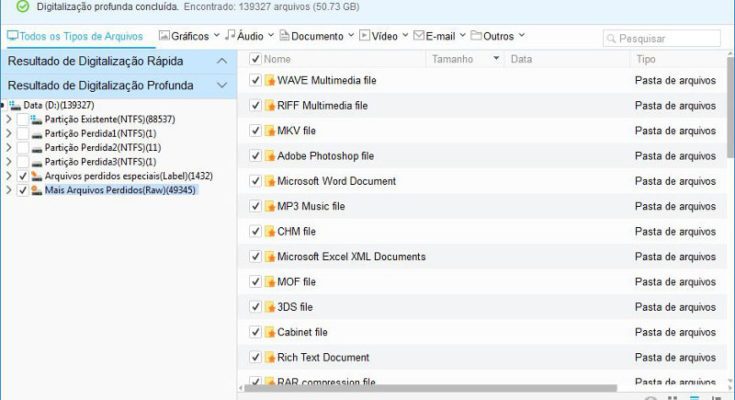 Digitalização profunda concluída. Encontrado: 139327 arquivos (50.73 GB)
Todos os Tipos de Arquivos Gráficos Áudio Documento Vídeo E-mail Outros Pesquisar
Resultado de Digitalização Rápida
Resultado de Digitalização Profunda
Data (D:)(139327)
Partição Existente(NTFS)(88537)
Partição Perdida1(NTFS)(1)
Partição Perdida2(NTFS)(11)
Partição Perdida3(NTFS)(1)
Arquivos perdidos especiais(Label)(1432)
Mais Arquivos Perdidos(Raw)(49345)
Nome Tamanho Data Tipo
WAVE Multimedia file Pasta de arquivos
RIFF Multimedia file Pasta de arquivos
MKV file Pasta de arquivos
Adobe Photoshop file Pasta de arquivos
Microsoft Word Document Pasta de arquivos
MP3 Music file Pasta de arquivos
CHM file Pasta de arquivos
Microsoft Excel XML Documents Pasta de arquivos
MOF file Pasta de arquivos
3DS file Pasta de arquivos
Cabinet file Pasta de arquivos
Rich Text Document Pasta de arquivos
RAR compression file Pasta de arquivos